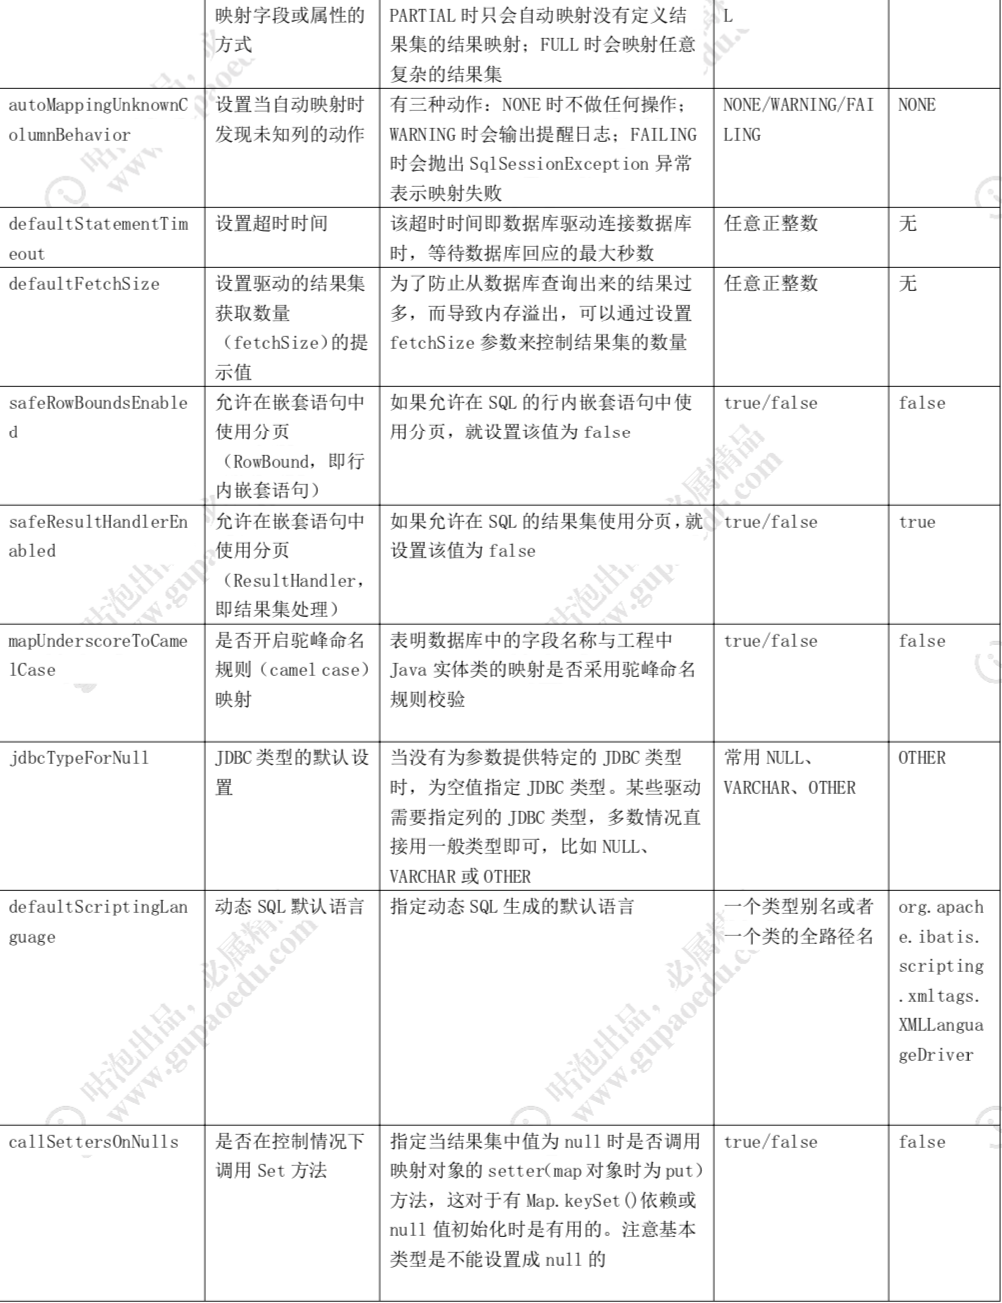 映射字段或属性的
方式
PARTIAL 时只会自动映射没有定义结
果集的结果映射；FULL 时会映射任意
复杂的结果集
L
autoMappingUnknownC
olumnBehavior
设置当自动映射时
发现未知列的动作
有三种动作：NONE 时不做任何操作；
WARNING 时会输出提醒日志；FAILING
时会抛出 SqlSessionException 异常
表示映射失败
NONE/WARNING/FAI
LING
NONE
defaultStatementTim
eout
设置超时时间
该超时时间即数据库驱动连接数据库
时，等待数据库回应的最大秒数
任意正整数
无
defaultFetchSize
设置驱动的结果集
获取数量
（fetchSize）的提
示值
为了防止从数据库查询出来的结果过
多，而导致内存溢出，可以通过设置
fetchSize 参数来控制结果集的数量
任意正整数
无
safeRowBoundsEnable
d
允许在嵌套语句中
使用分页
（RowBound，即行
内嵌套语句）
如果允许在 SQL 的行内嵌套语句中使
用分页，就设置该值为 false
true/false
false
safeResultHandlerEn
abled
允许在嵌套语句中
使用分页
（ResultHandler，
即结果集处理）
如果允许在 SQL 的结果集使用分页，就
设置该值为 false
true/false
true
mapUnderscoreToCame
lCase
是否开启驼峰命名
规则（camel case）
映射
表明数据库中的字段名称与工程中
Java 实体类的映射是否采用驼峰命名
规则校验
true/false
false
jdbcTypeForNull
JDBC 类型的默认设
置
当没有为参数提供特定的 JDBC 类型
时，为空值指定 JDBC 类型。某些驱动
需要指定列的 JDBC 类型，多数情况直
接用一般类型即可，比如 NULL、
VARCHAR 或 OTHER
常用 NULL、
VARCHAR、OTHER
OTHER
defaultScriptingLan
guage
动态 SQL 默认语言
指定动态 SQL 生成的默认语言
一个类型别名或者
一个类的全路径名
org.apach
e.ibatis.
scripting
.xmltags.
XMLLangua
geDriver
咕泡出品，必属精品
www.gupaoedu.com
callSettersOnNulls
是否在控制情况下
调用 Set 方法
指定当结果集中值为 null 时是否调用
映射对象的 setter(map 对象时为 put）
方法，这对于有 Map.keySet()依赖或
null 值初始化时是有用的。注意基本
类型是不能设置成 null 的
true/false
false